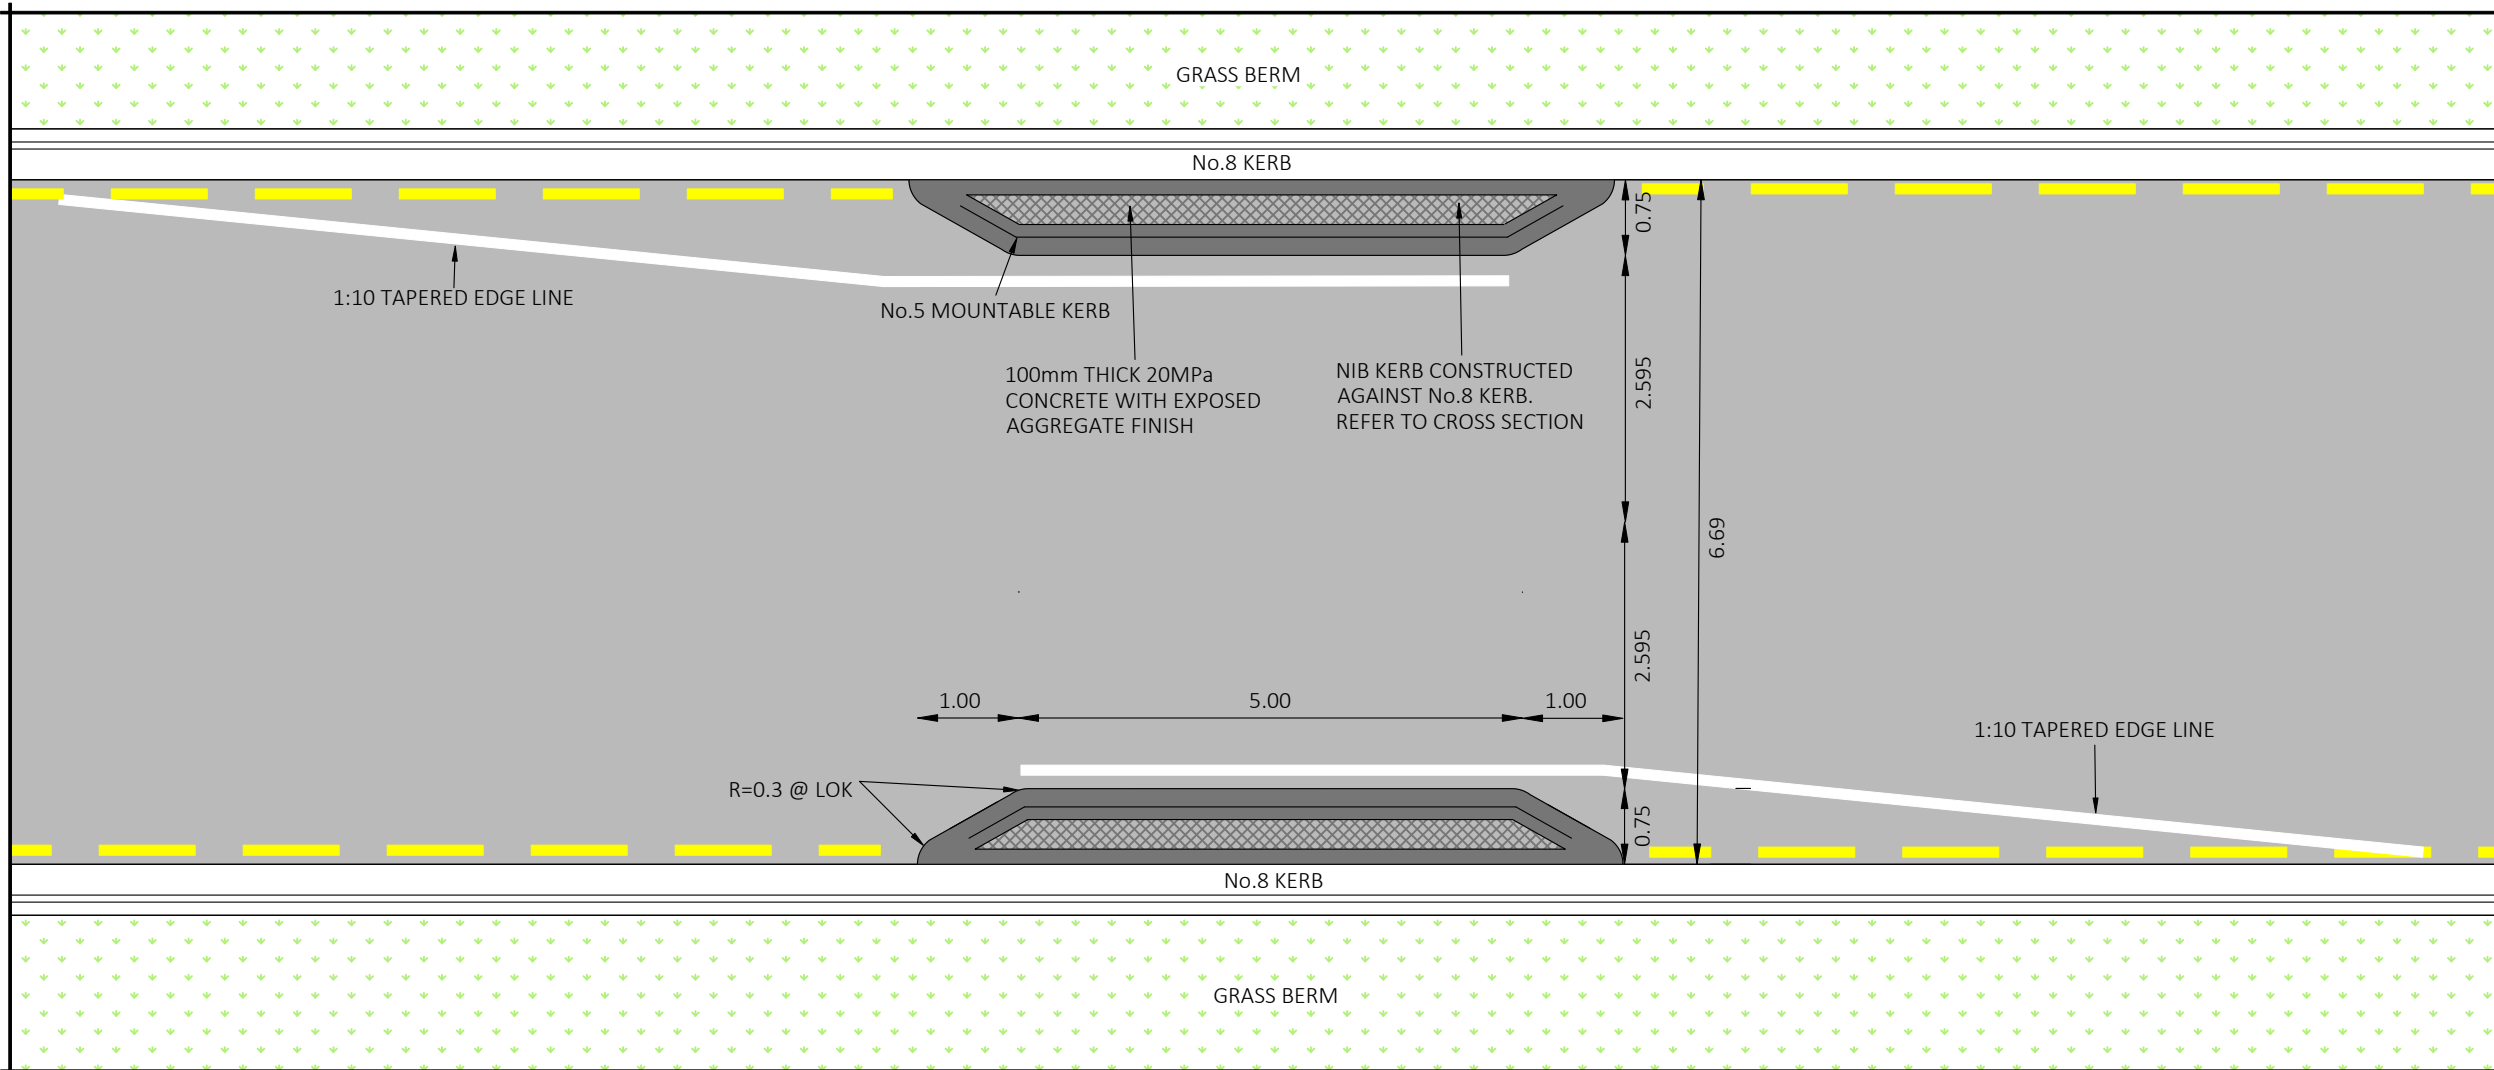 GRASS BERM
No.8 KERB
0.75
1:10 TAPERED EDGE LINE
No.5 MOUNTABLE KERB
100mm THICK 20MPa
CONCRETE WITH EXPOSED
AGGREGATE FINISH
NIB KERB CONSTRUCTED
AGAINST No.8 KERB.
REFER TO CROSS SECTION
2.595
6.69
2.595
1.00
5.00
1.00
1:10 TAPERED EDGE LINE
R=0.3 @ LOK
0.75
No.8 KERB
GRASS BERM